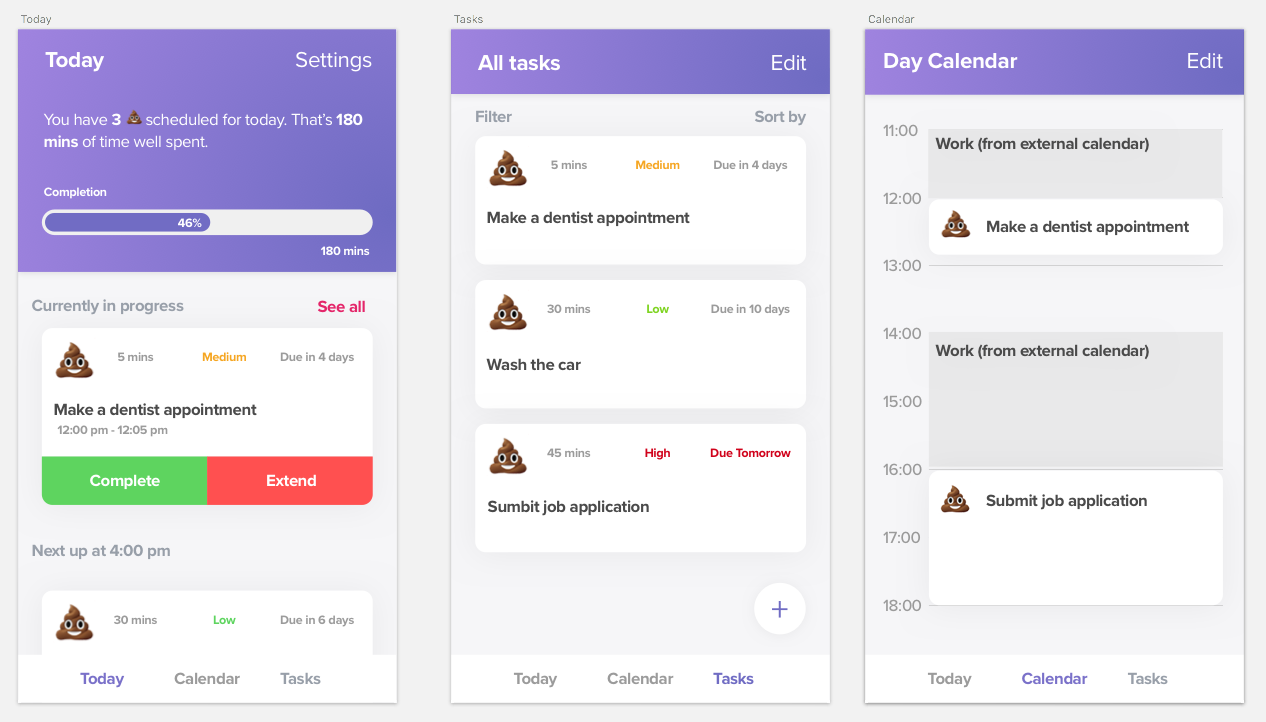 Today
Today Settings
You have 3 💩 scheduled for today. That's 180
mins of time well spent.
Completion
46%
180 mins
Currently in progress See all
5 mins Medium Due in 4 days
Make a dentist appointment
12:00 pm - 12:05 pm
Complete Extend
Next up at 4:00 pm
30 mins Low Due in 6 days
Today Calendar Tasks
Tasks
All tasks Edit
Filter Sort by
5 mins Medium Due in 4 days
Make a dentist appointment
30 mins Low Due in 10 days
Wash the car
45 mins High Due Tomorrow
Sumbit job application
+
Today Calendar Tasks
Calendar
Day Calendar Edit
11:00
Work (from external calendar)
12:00
Make a dentist appointment
13:00
14:00
Work (from external calendar)
15:00
16:00
Submit job application
17:00
18:00
Today Calendar Tasks